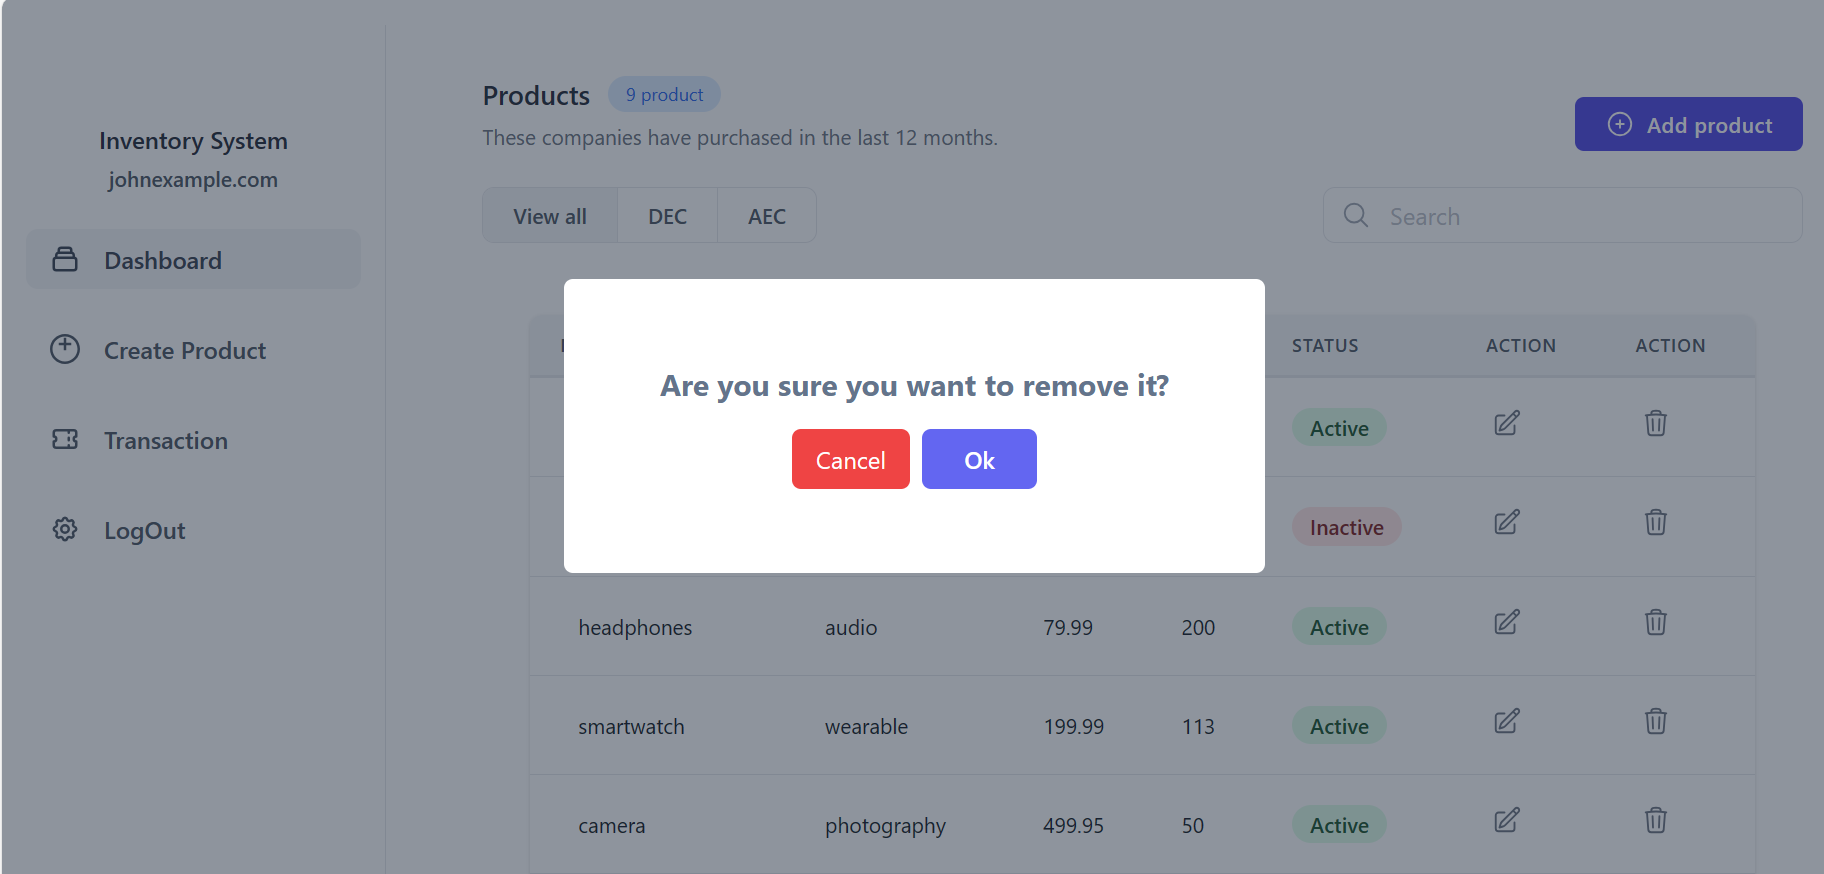 Inventory System
johnexample.com
Dashboard
Create Product
Transaction
LogOut
Products 9 product
These companies have purchased in the last 12 months.
Add product
View all DEC AEC
Search
Are you sure you want to remove it?
Cancel Ok
STATUS ACTION ACTION
Active
Inactive
headphones audio 79.99 200 Active
smartwatch wearable 199.99 113 Active
camera photography 499.95 50 Active